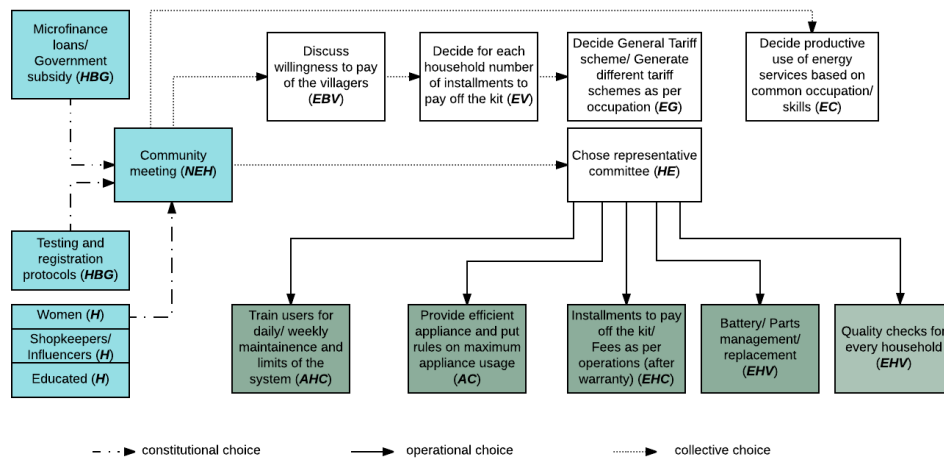 Microfinance
loans/
Government
subsidy (HBG)
Discuss
willingness to pay
of the villagers
(EBV)
Decide for each
household number
of installments to
pay off the kit (EV)
Decide General Tariff
scheme/ Generate
different tariff
schemes as per
occupation (EG)
Decide productive
use of energy
services based on
common occupation/
skills (EC)
Community
meeting (NEH)
Chose representative
committee (HE)
Testing and
registration
protocols (HBG)
Women (H)
Shopkeepers/
Influencers (H)
Educated (H)
Train users for
daily/ weekly
maintainence and
limits of the
system (AHC)
Provide efficient
appliance and put
rules on maximum
appliance usage
(AC)
Installments to pay
off the kit/
Fees as per
operations (after
warranty) (EHC)
Battery/ Parts
management/
replacement
(EHV)
Quality checks for
every household
(EHV)
constitutional choice
operational choice
collective choice